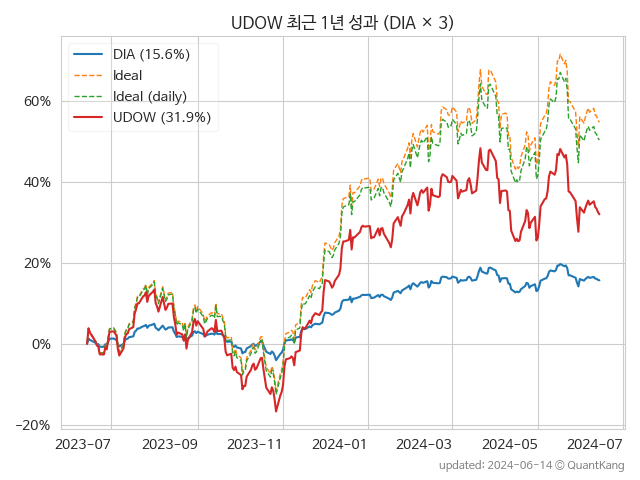 UDOW 최근 1년 성과 (DIA × 3)
DIA (15.6%)
Ideal
Ideal (daily)
UDOW (31.9%)
60%
40%
20%
0%
−20%
2023-07
2023-09
2023-11
2024-01
2024-03
2024-05
2024-07
updated: 2024-06-14 © QuantKang